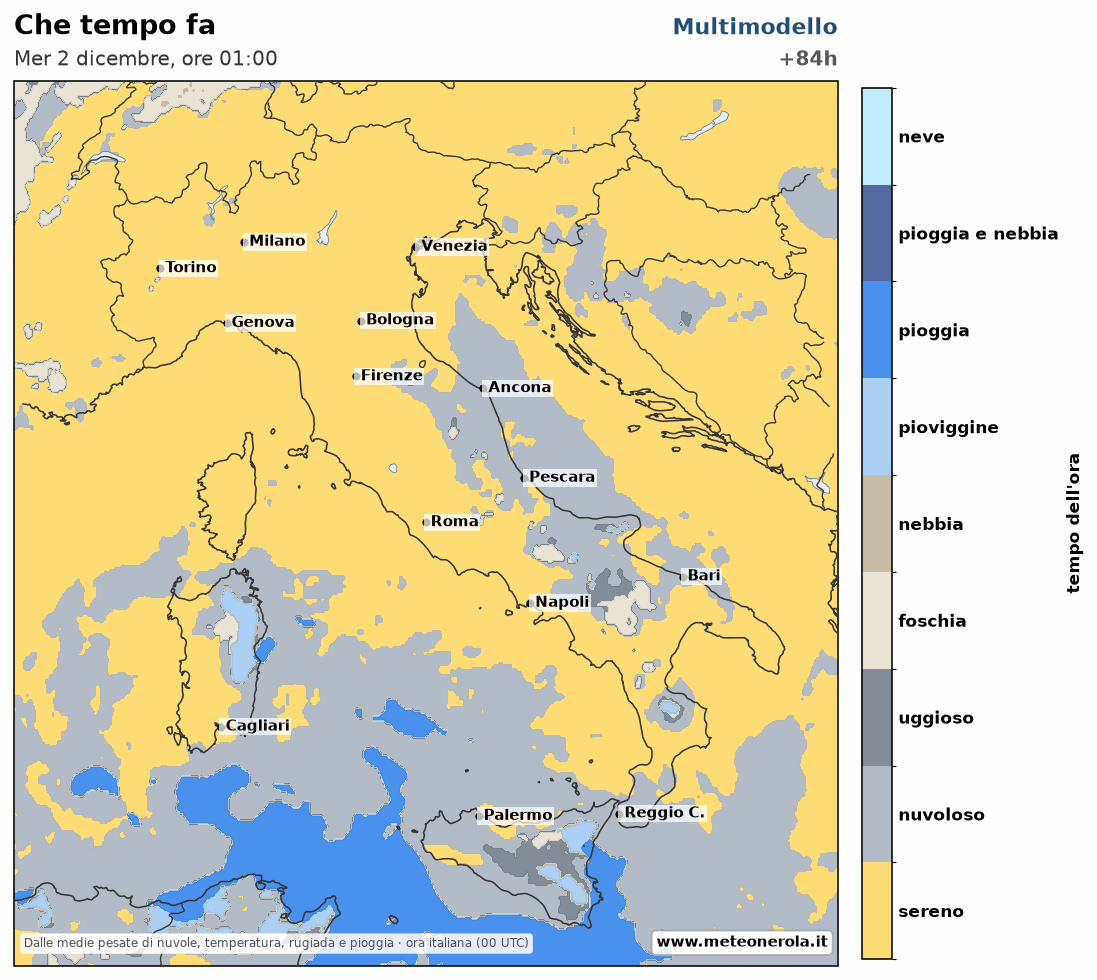 Che tempo fa
Multimodello
Mer 2 dicembre, ore 01:00
+84h
neve
pioggia e nebbia
Milano
Venezia
Torino
Genova
Bologna
pioggia
Firenze
Ancona
pioviggine
Pescara
Roma
nebbia
tempo dell'ora
Bari
Napoli
foschia
uggioso
Cagliari
Palermo
Reggio C.
nuvoloso
sereno
Dalle medie pesate di nuvole, temperatura, rugiada e pioggia · ora italiana (00 UTC)
www.meteonerola.it